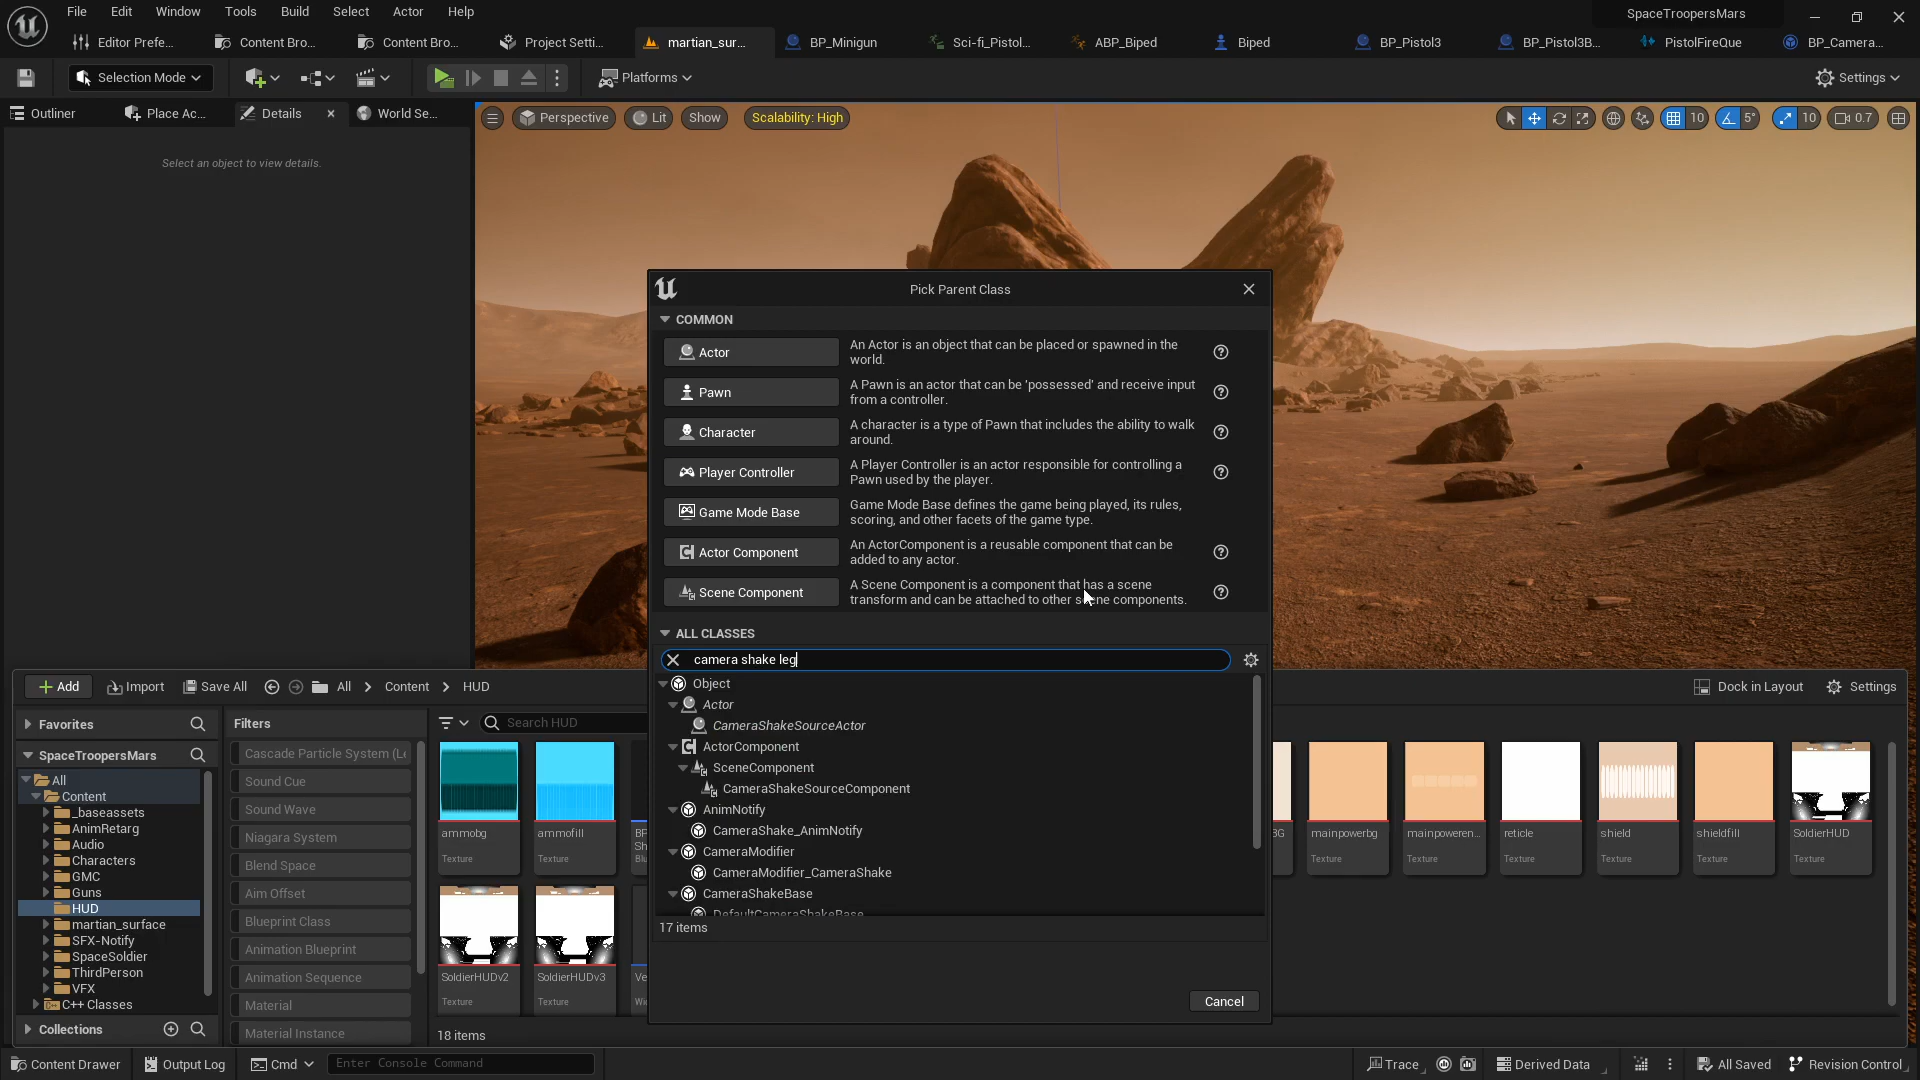 File Edit Window Tools Build Select Actor Help
SpaceTroopersMars
Editor Prefe... Content Bro... Content Bro... Project Setti... martian_sur... BP_Minigun Sci-fi_Pistol... ABP_Biped Biped BP_Pistol3 BP_Pistol3B... PistolFireQue BP_Camera...
Selection Mode Platforms Settings
Outliner Place Ac... Details World Se...
Perspective Lit Show Scalability: High 10 5° 10 0.7
Select an object to view details.
Pick Parent Class
COMMON
Actor
An Actor is an object that can be placed or spawned in the
world.
Pawn
A Pawn is an actor that can be 'possessed' and receive input
from a controller.
Character
A character is a type of Pawn that includes the ability to walk
around.
Player Controller
A Player Controller is an actor responsible for controlling a
Pawn used by the player.
Game Mode Base
Game Mode Base defines the game being played, its rules,
scoring, and other facets of the game type.
Actor Component
An ActorComponent is a reusable component that can be
added to any actor.
Scene Component
A Scene Component is a component that has a scene
transform and can be attached to other scene components.
ALL CLASSES
camera shake leg
Object
Actor
CameraShakeSourceActor
ActorComponent
SceneComponent
CameraShakeSourceComponent
AnimNotify
CameraShake_AnimNotify
CameraModifier
CameraModifier_CameraShake
CameraShakeBase
DefaultCameraShakeBase
17 items
Cancel
Add Import Save All All Content HUD
Dock in Layout Settings
Favorites
SpaceTroopersMars
All
Content
_baseassets
AnimRetarg
Audio
Characters
GMC
Guns
HUD
martian_surface
SFX-Notify
SpaceSoldier
ThirdPerson
VFX
C++ Classes
Collections
Filters
Cascade Particle System (Le
Sound Cue
Sound Wave
Niagara System
Blend Space
Aim Offset
Blueprint Class
Animation Blueprint
Animation Sequence
Material
Material Instance
Search HUD
ammobg ammofill BP Sh BG mainpowerbg mainpoweren... reticle shield shieldfill SoldierHUD
Texture Texture Blu Texture Texture Texture Texture Texture Texture
SoldierHUDv2 SoldierHUDv3 Ve
Texture Texture Wi
18 items
Content Drawer Output Log Cmd Enter Console Command Trace Derived Data All Saved Revision Control